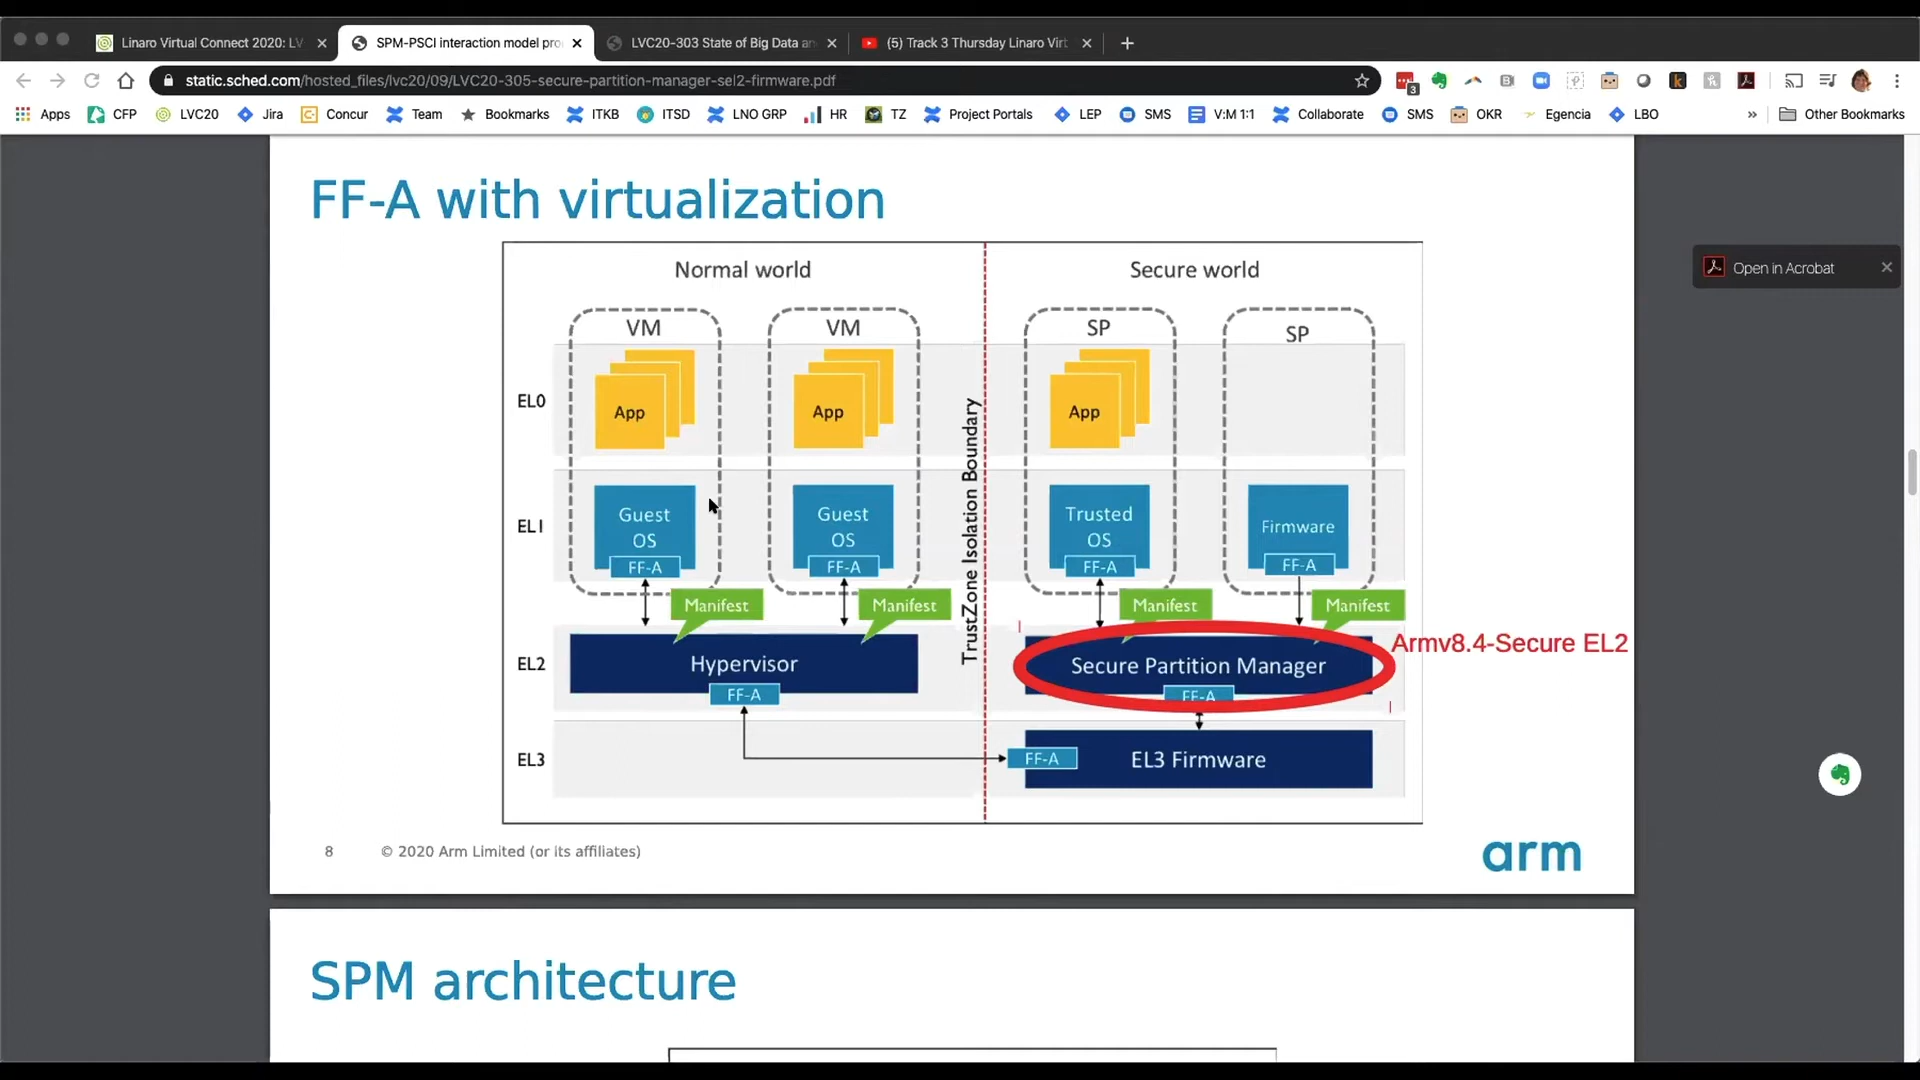 Linaro Virtual Connect 2020: LV
SPM-PSCI interaction model pro
LVC20-303 State of Big Data an
(5) Track 3 Thursday Linaro Virt
static.sched.com/hosted_files/lvc20/09/LVC20-305-secure-partition-manager-sel2-firmware.pdf
3
Apps
CFP
LVC20
Jira
Concur
Team
Bookmarks
ITKB
ITSD
LNO GRP
HR
TZ
Project Portals
LEP
SMS
V:M 1:1
Collaborate
SMS
OKR
Egencia
LBO
»
Other Bookmarks
Open in Acrobat
FF-A with virtualization
Normal world
Secure world
VM
VM
SP
SP
EL0
App
App
App
TrustZone Isolation Boundary
EL1
Guest
OS
FF-A
Guest
OS
FF-A
Trusted
OS
FF-A
Firmware
FF-A
Manifest
Manifest
Manifest
Manifest
EL2
Hypervisor
FF-A
Secure Partition Manager
FF-A
Armv8.4-Secure EL2
EL3
FF-A
EL3 Firmware
8
© 2020 Arm Limited (or its affiliates)
arm
SPM architecture